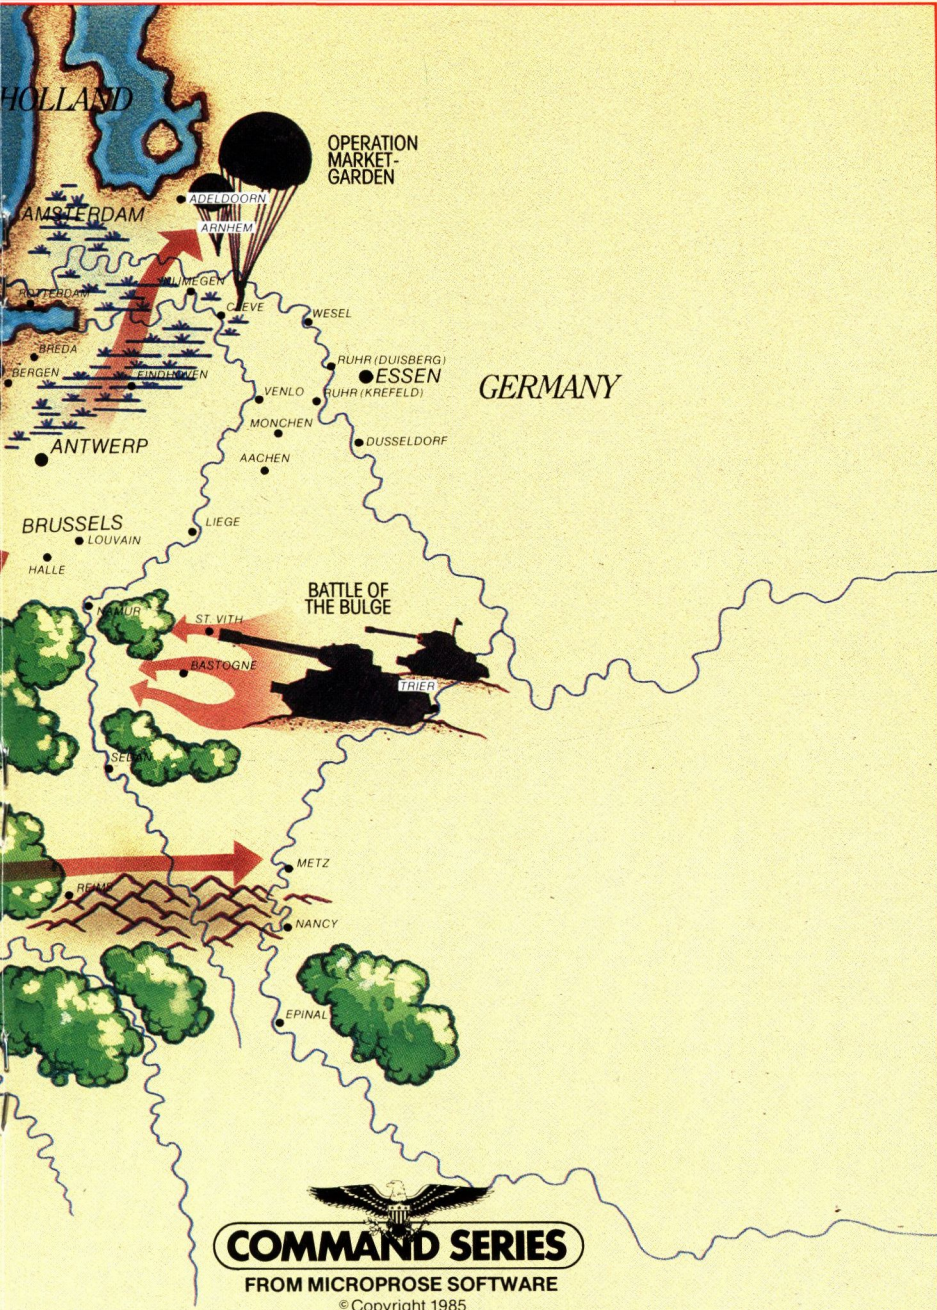 HOLLAND
OPERATION
MARKET-
GARDEN
ADELDOORN
AMSTERDAM
ARNHEM
NIJMEGEN
ROTTERDAM
CLEVE
WESEL
BREDA
RUHR (DUISBERG)
BERGEN
EINDHOVEN
ESSEN
GERMANY
VENLO
RUHR (KREFELD)
MONCHEN
ANTWERP
DUSSELDORF
AACHEN
BRUSSELS
LIEGE
LOUVAIN
HALLE
BATTLE OF
THE BULGE
NAMUR
ST. VITH
BASTOGNE
TRIER
SEDAN
METZ
REIMS
NANCY
EPINAL
COMMAND SERIES
FROM MICROPROSE SOFTWARE
© Copyright 1985